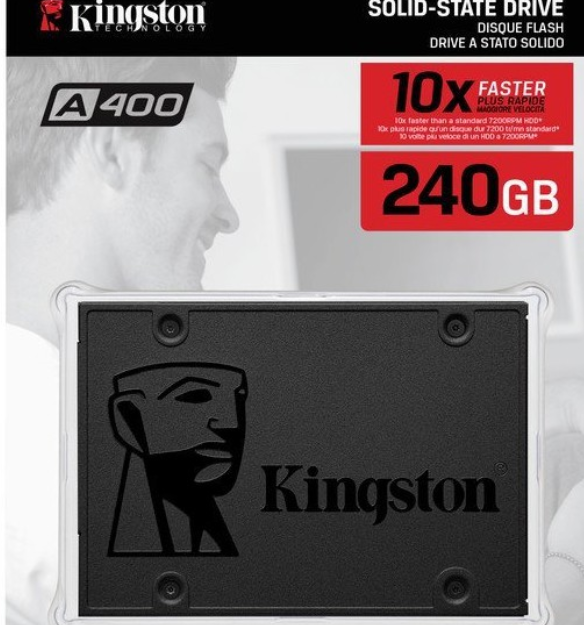 Kingston
TECHNOLOGY
SOLID-STATE DRIVE
DISQUE FLASH
DRIVE A STATO SOLIDO
A400
10x FASTER
PLUS RAPIDE
MAGGIORE VELOCITÀ
10x faster than a standard 7200RPM HDD*
10x plus rapide qu'un disque dur 7200 tr/mn standard*
10 volte più veloce di un HDD a 7200RPM*
240GB
Kingston